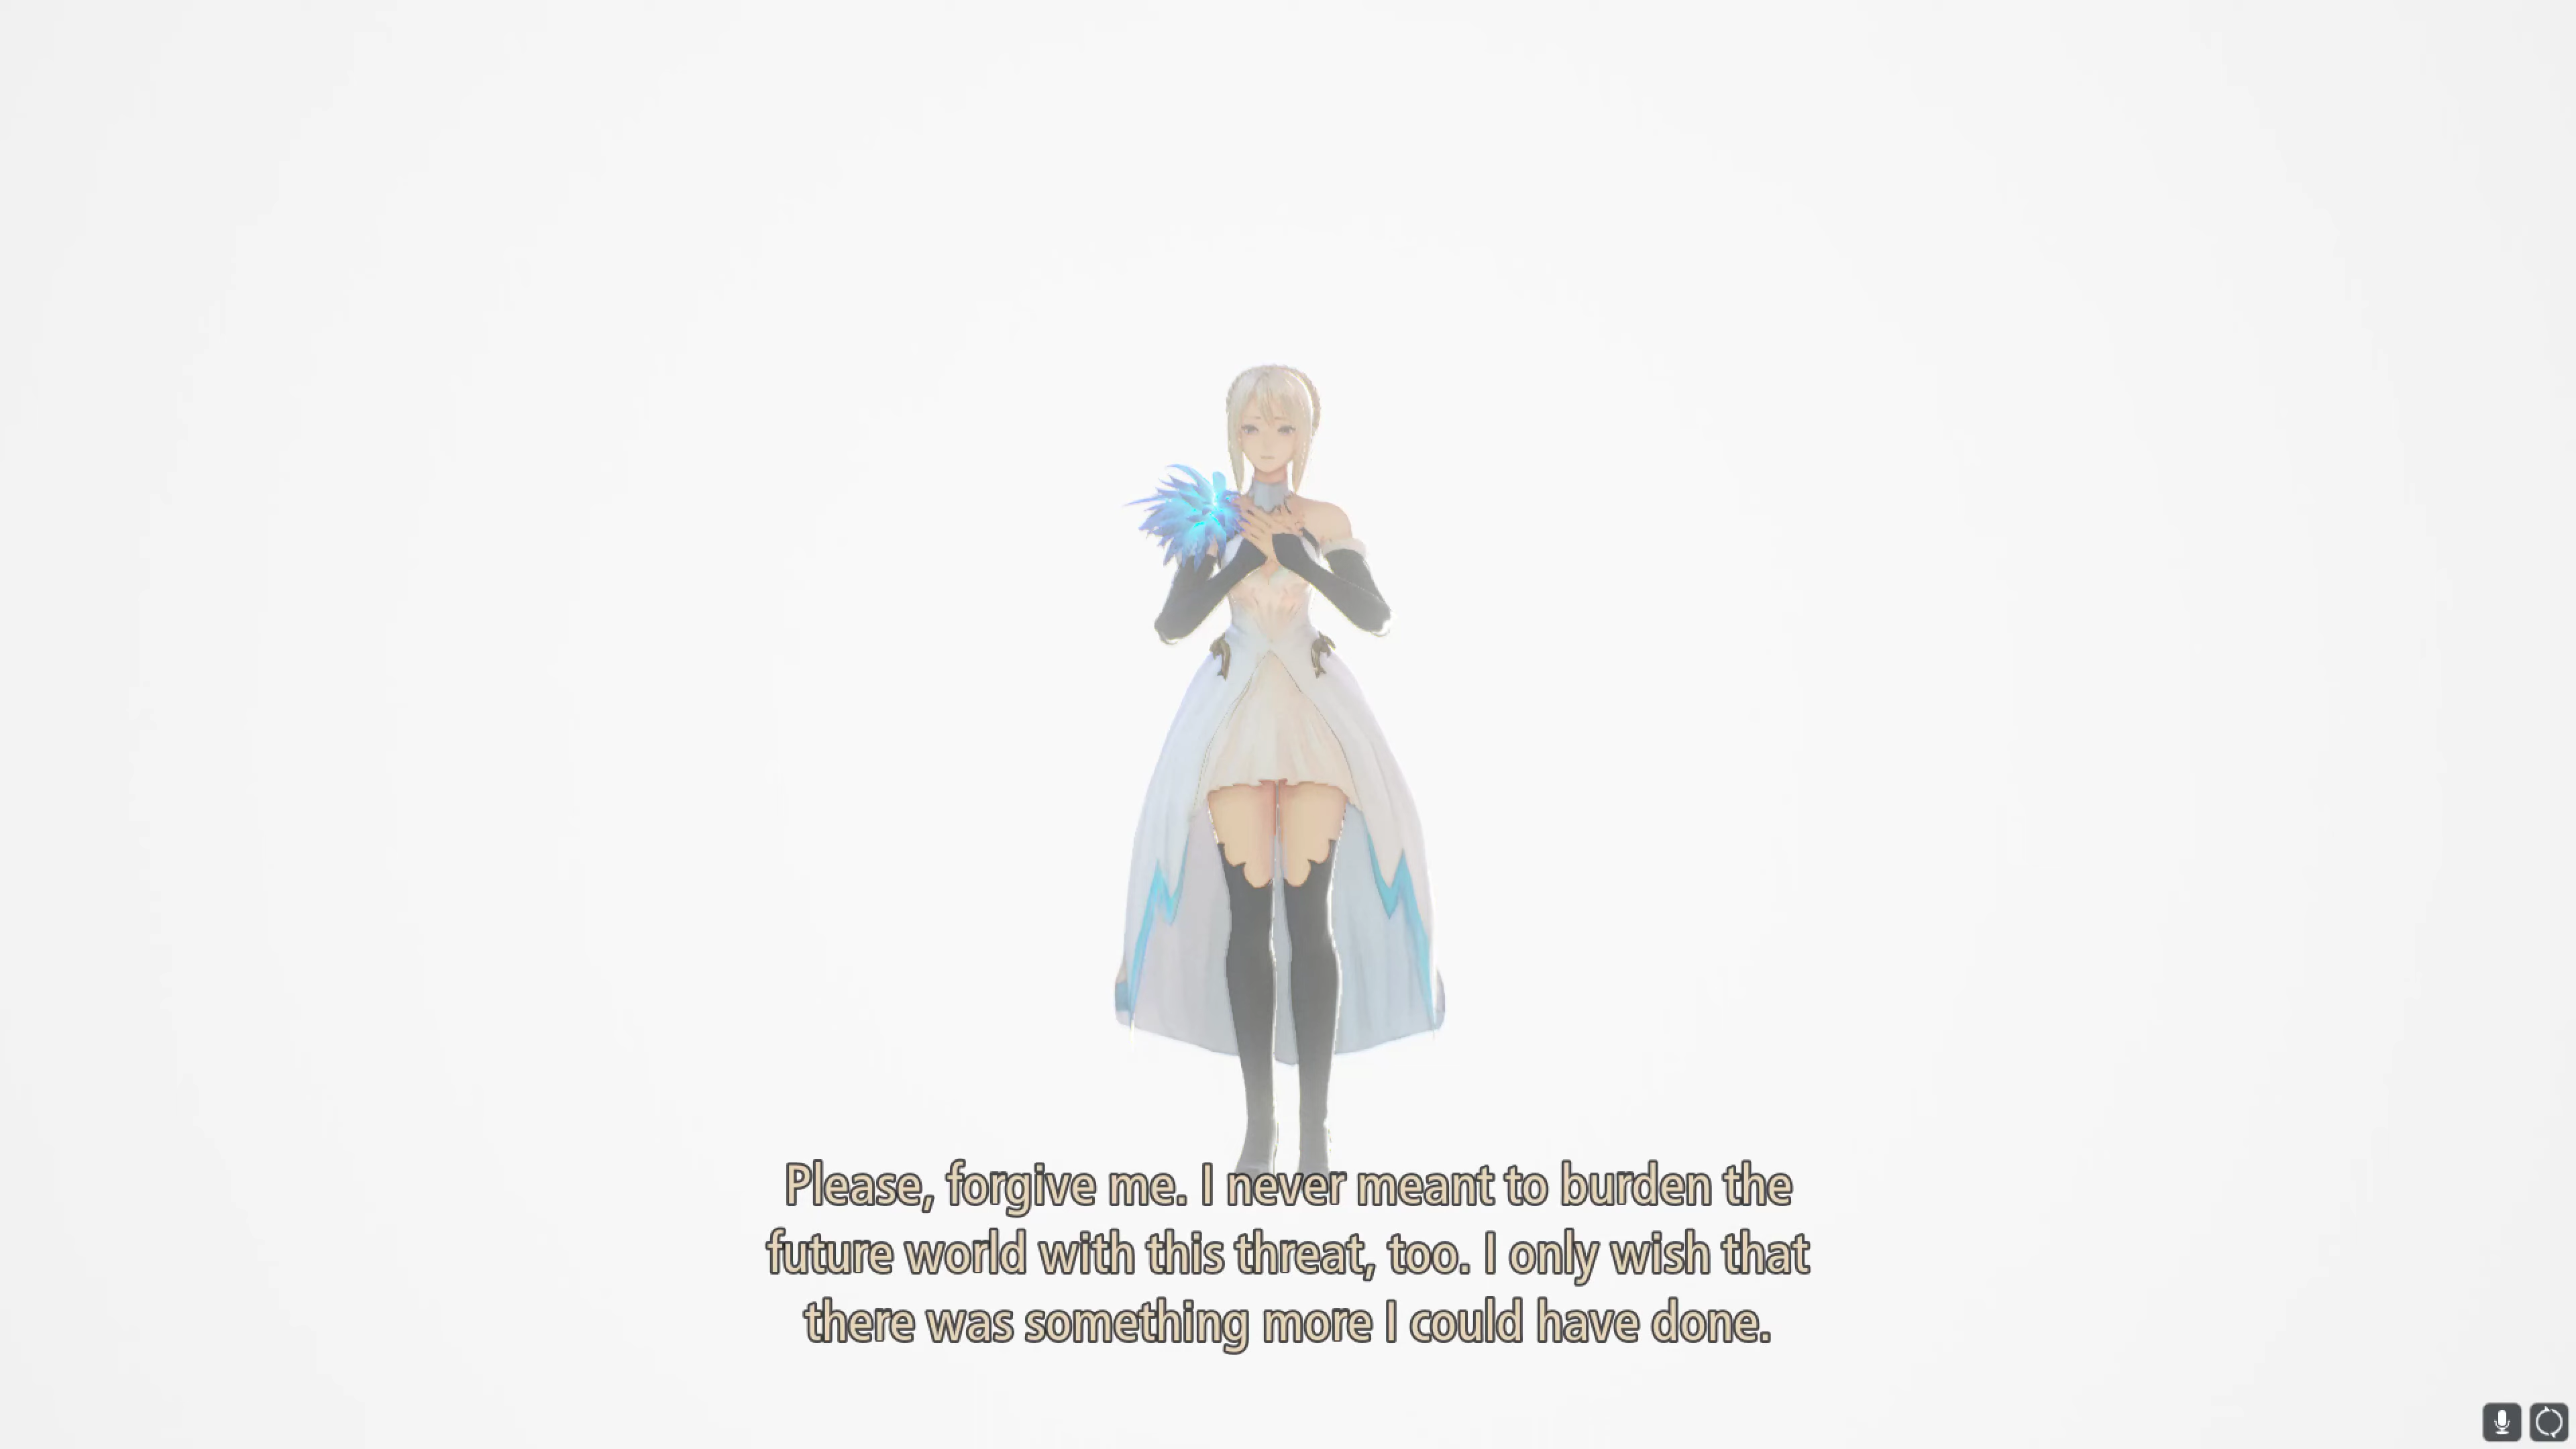 Please, forgive me. I never meant to burden the
future world with this threat, too. I only wish that
there was something more I could have done.